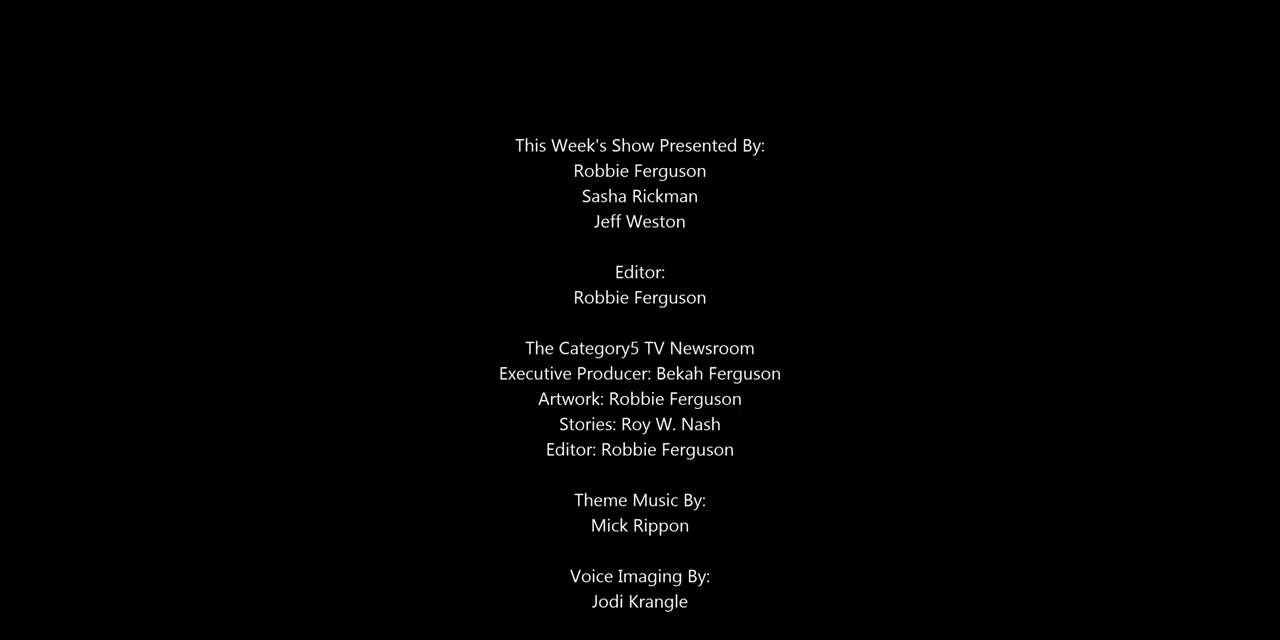 This Week's Show Presented By:
Robbie Ferguson
Sasha Rickman
Jeff Weston
Editor:
Robbie Ferguson
The Category5 TV Newsroom
Executive Producer: Bekah Ferguson
Artwork: Robbie Ferguson
Stories: Roy W. Nash
Editor: Robbie Ferguson
Theme Music By:
Mick Rippon
Voice Imaging By:
Jodi Krangle